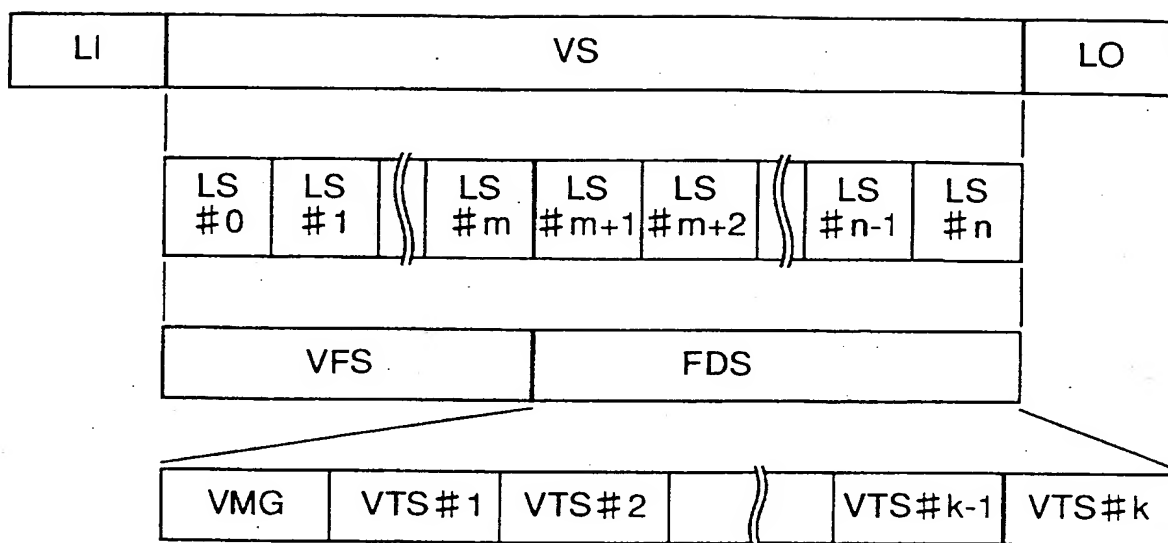 LI VS LO
LS LS LS LS LS LS LS
#0 #1 #m #m+1 #m+2 #n-1 #n
VFS FDS
VMG VTS#1 VTS#2 VTS#k-1 VTS#k